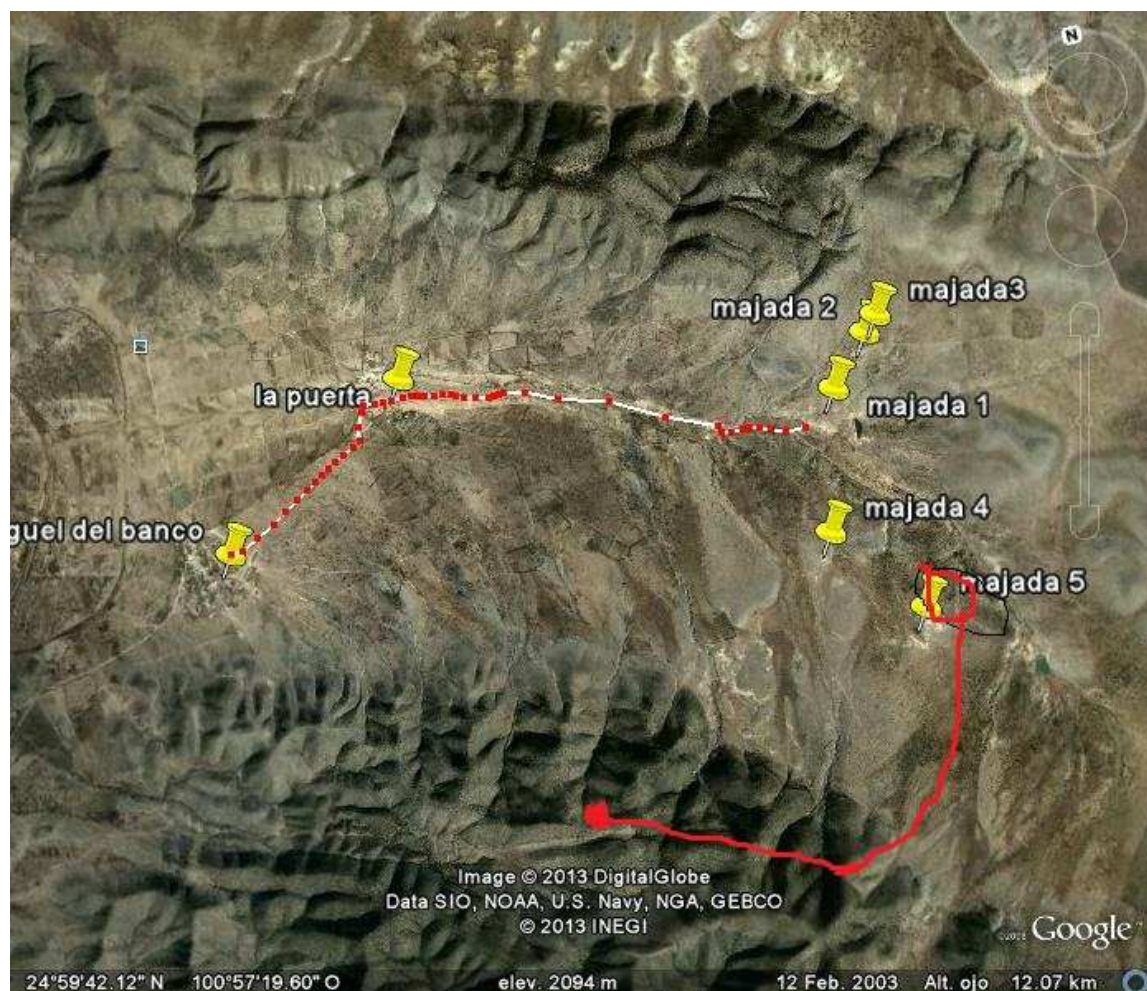 N
majada3
majada 2
la puerta
majada 1
majada 4
guel del banco
majada 5
Image © 2013 DigitalGlobe
Data SIO, NOAA, U.S. Navy, NGA, GEBCO
© 2013 INEGI
Google
24°59'42.12" N 100°57'19.60" O elev. 2094 m 12 Feb. 2003 Alt. ojo 12.07 km